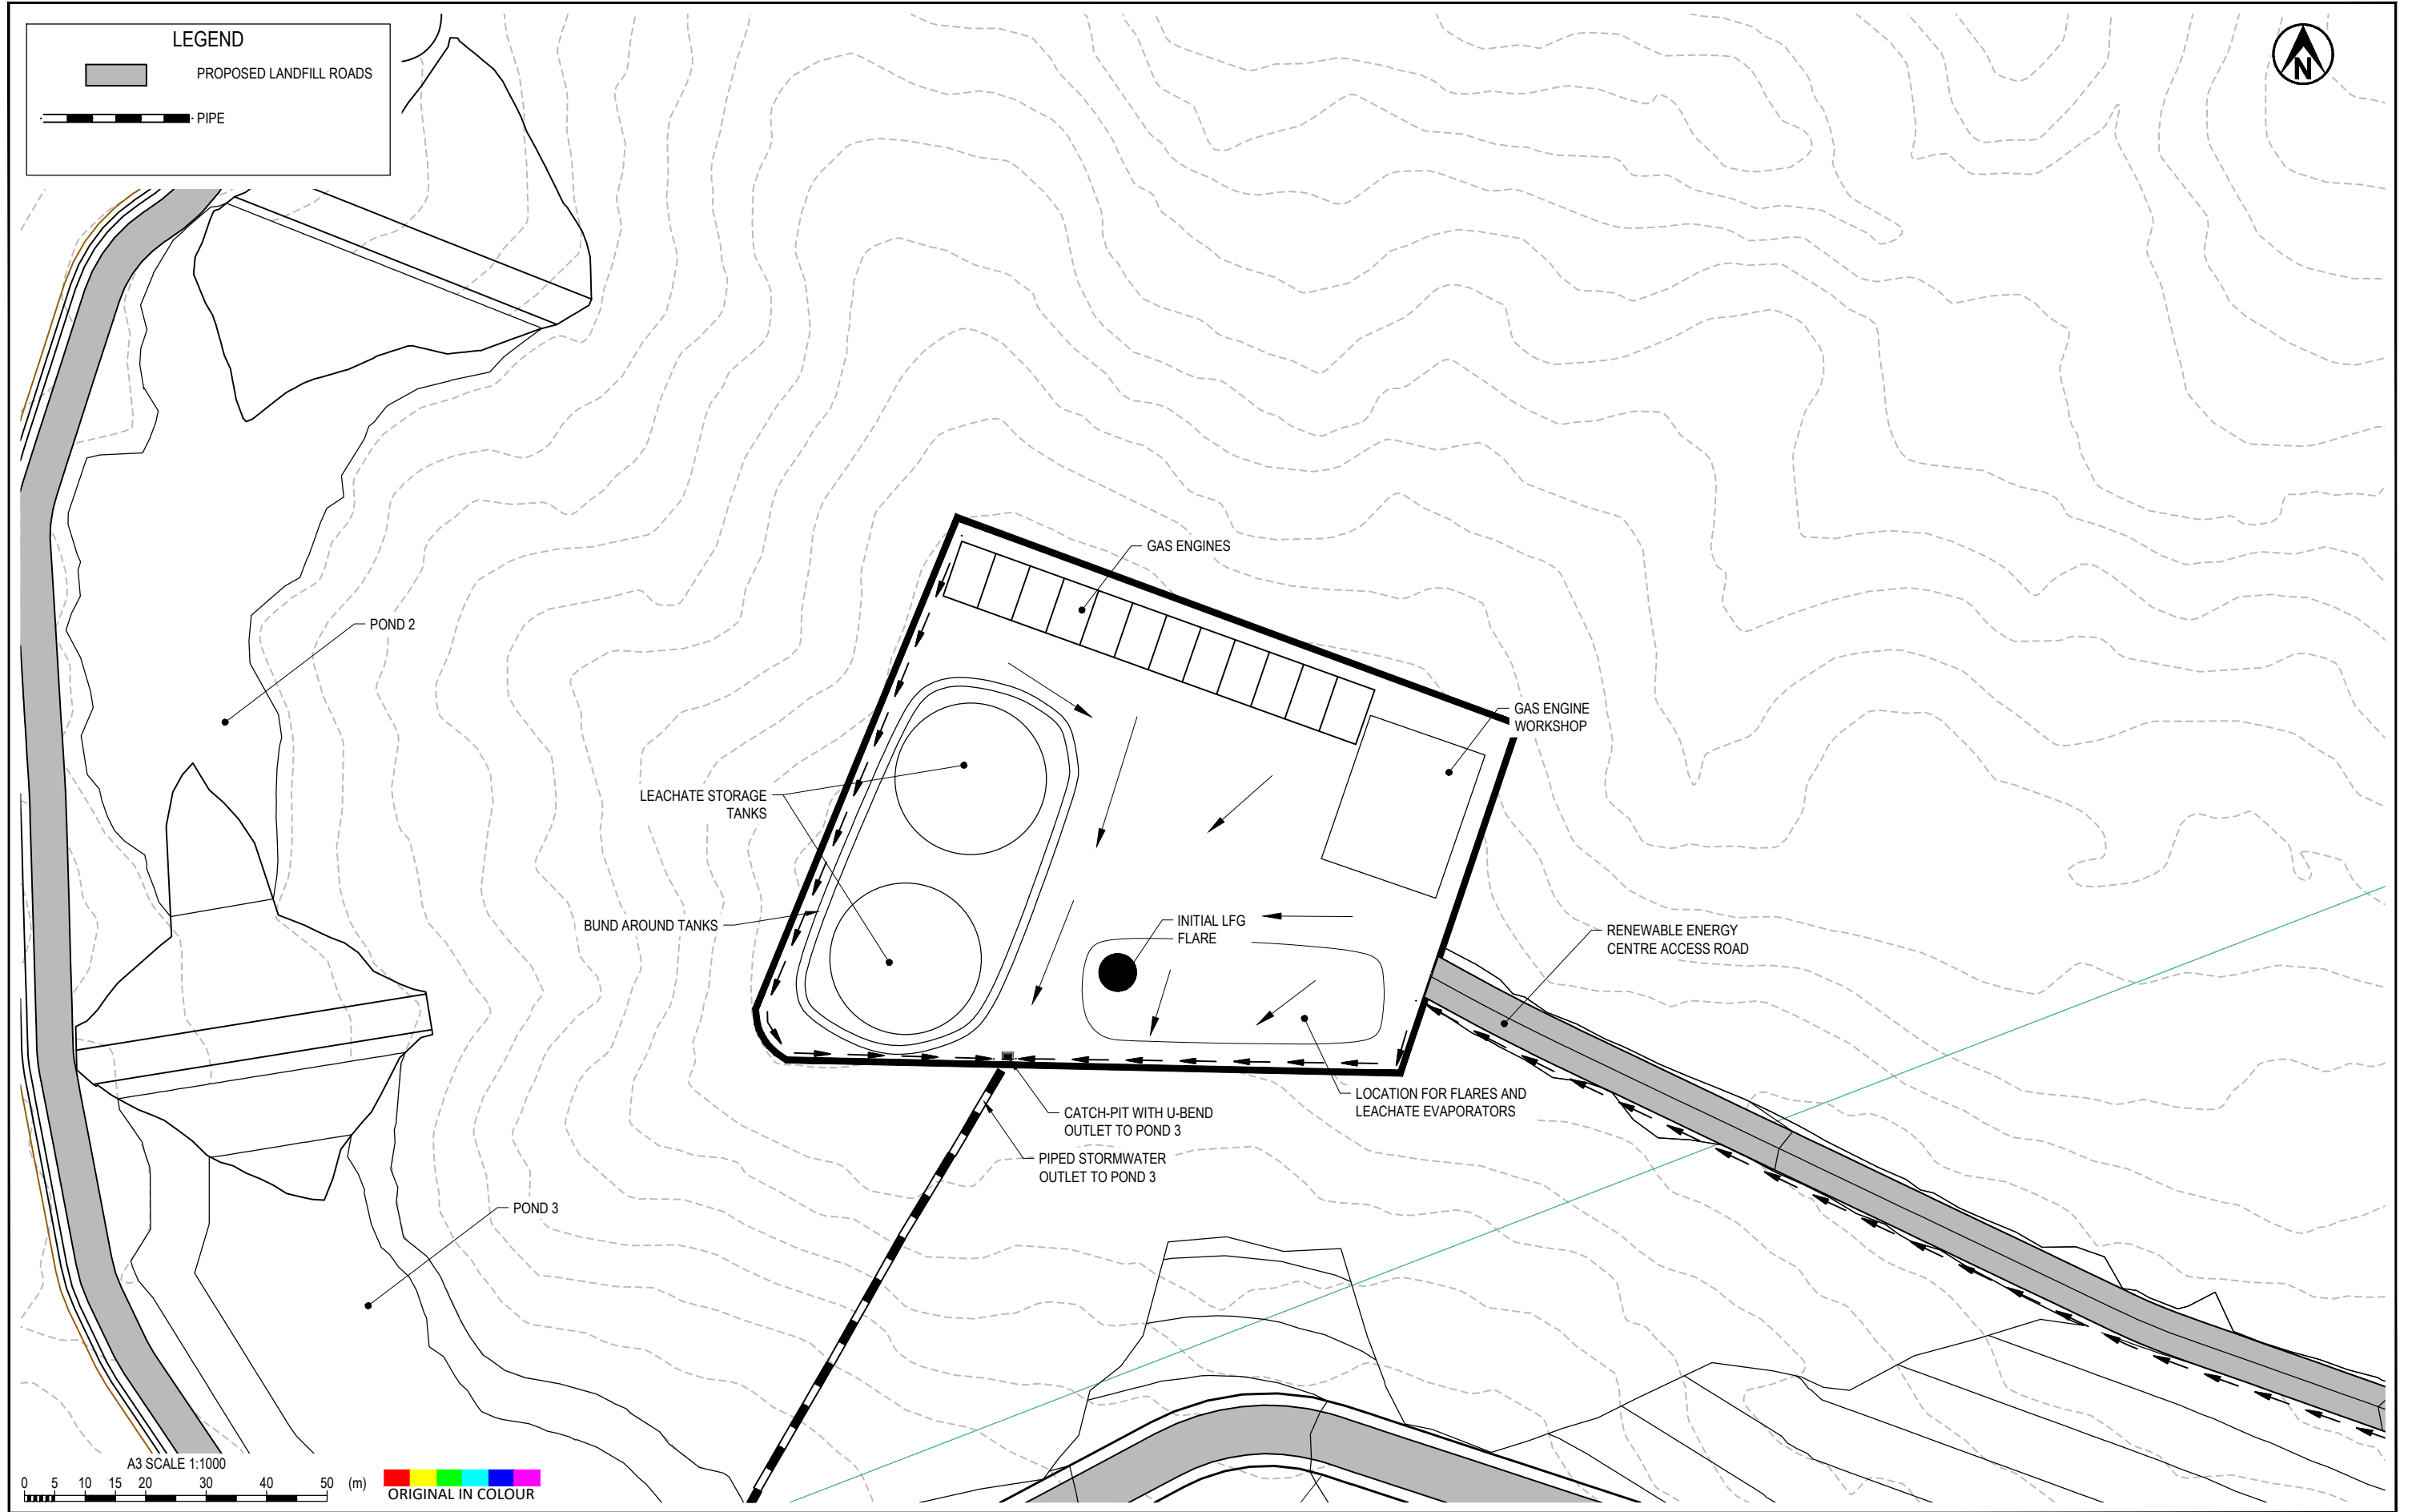 LEGEND
PROPOSED LANDFILL ROADS
PIPE
N
GAS ENGINES
POND 2
GAS ENGINE
WORKSHOP
LEACHATE STORAGE
TANKS
BUND AROUND TANKS
INITIAL LFG
FLARE
RENEWABLE ENERGY
CENTRE ACCESS ROAD
LOCATION FOR FLARES AND
LEACHATE EVAPORATORS
CATCH-PIT WITH U-BEND
OUTLET TO POND 3
PIPED STORMWATER
OUTLET TO POND 3
POND 3
A3 SCALE 1:1000
0 5 10 15 20 30 40 50 (m)
ORIGINAL IN COLOUR